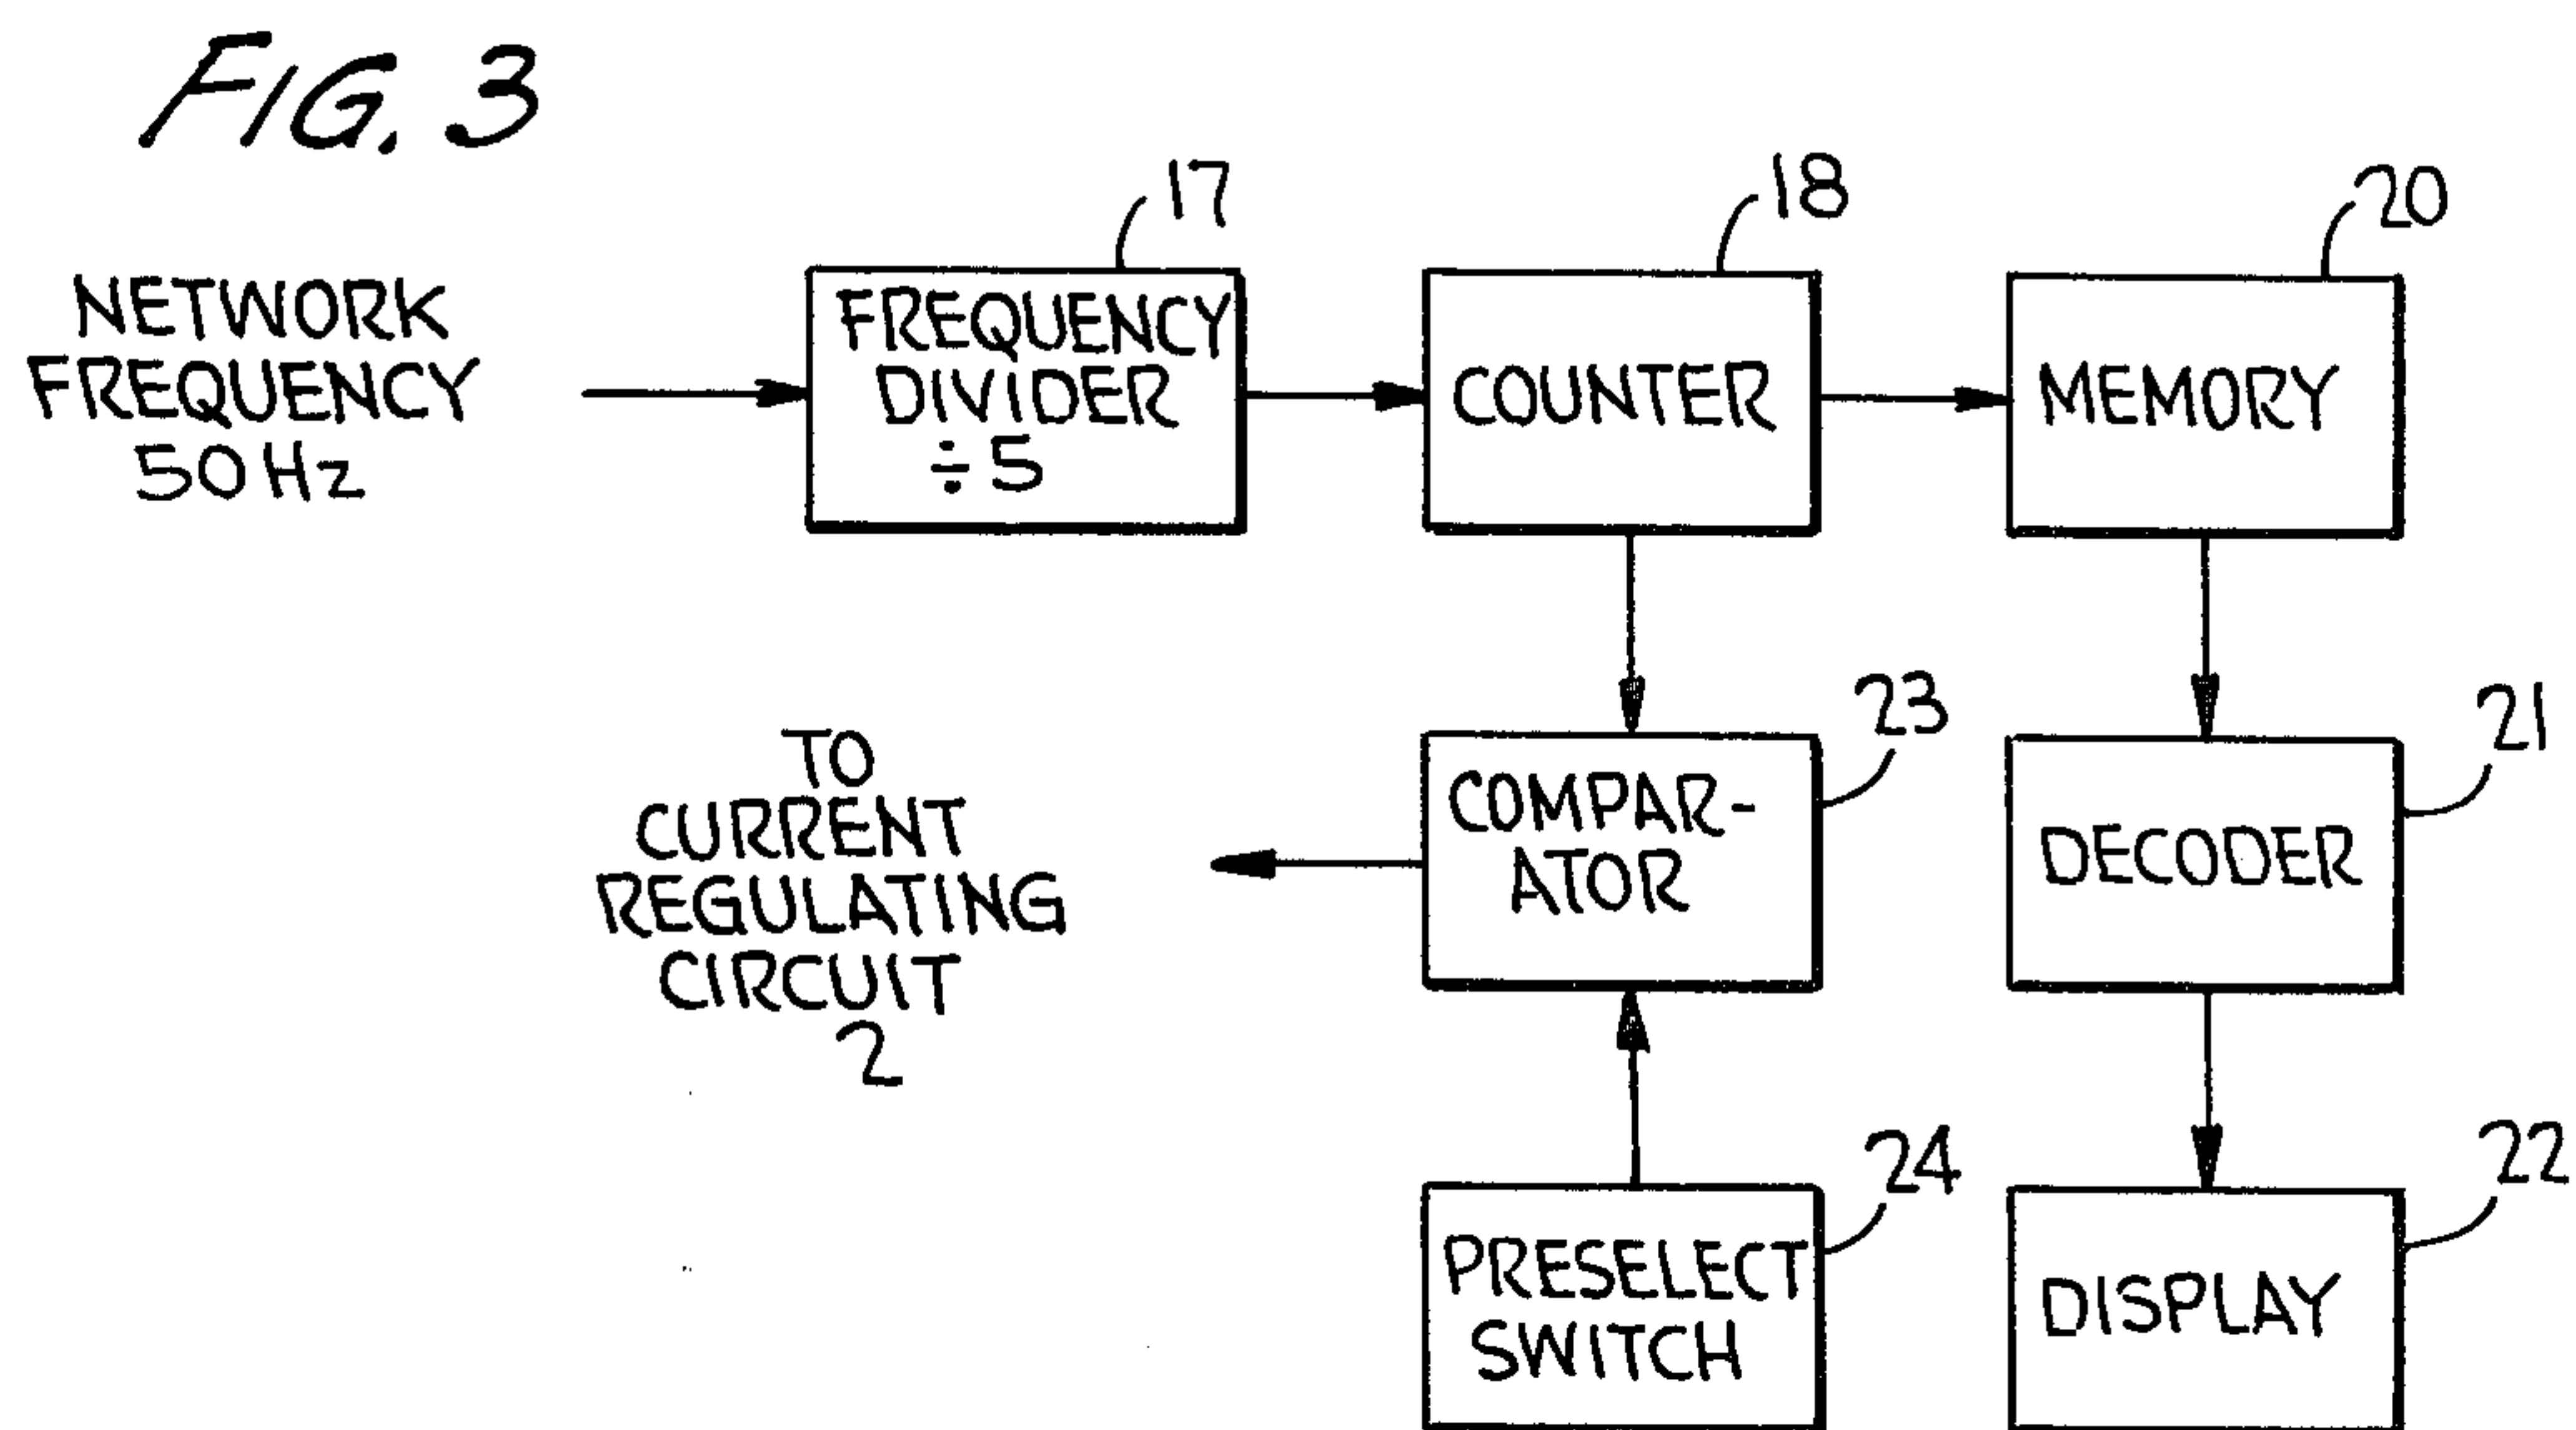 FIG. 3
17
18
20
NETWORK
FREQUENCY
50 Hz
FREQUENCY
DIVIDER
÷ 5
COUNTER
MEMORY
TO
CURRENT
REGULATING
CIRCUIT
2
23
COMPAR-
ATOR
21
DECODER
24
PRESELECT
SWITCH
22
DISPLAY